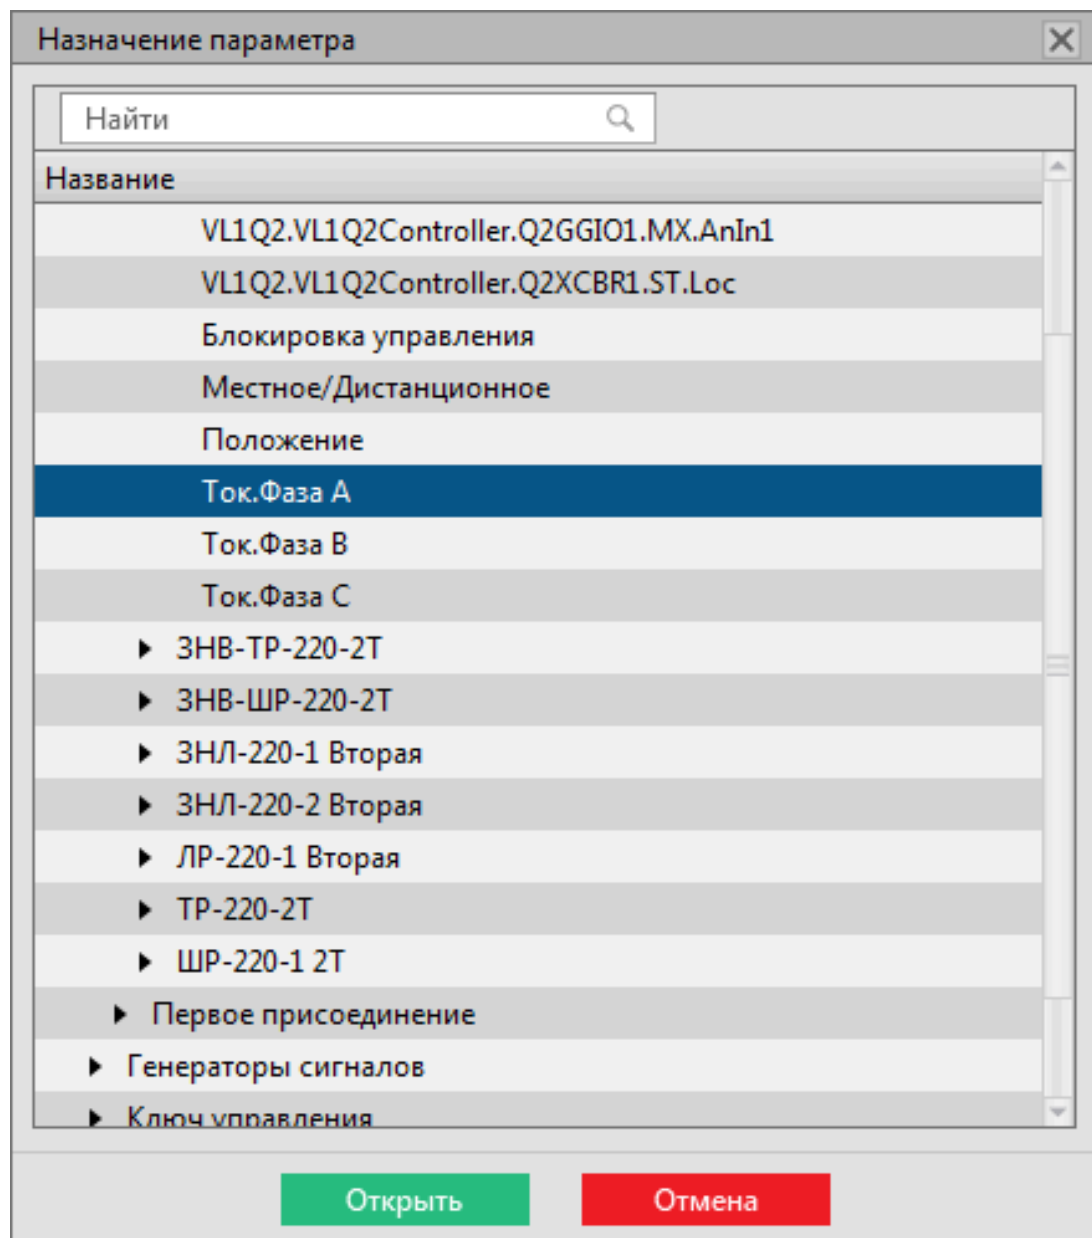 Назначение параметра
Найти
Название
VL1Q2.VL1Q2Controller.Q2GGIO1.MX.AnIn1
VL1Q2.VL1Q2Controller.Q2XCBR1.ST.Loc
Блокировка управления
Местное/Дистанционное
Положение
Ток.Фаза A
Ток.Фаза B
Ток.Фаза C
ЗНВ-ТР-220-2Т
ЗНВ-ШР-220-2Т
ЗНЛ-220-1 Вторая
ЗНЛ-220-2 Вторая
ЛР-220-1 Вторая
ТР-220-2Т
ШР-220-1 2Т
Первое присоединение
Генераторы сигналов
Ключ управления
Открыть Отмена